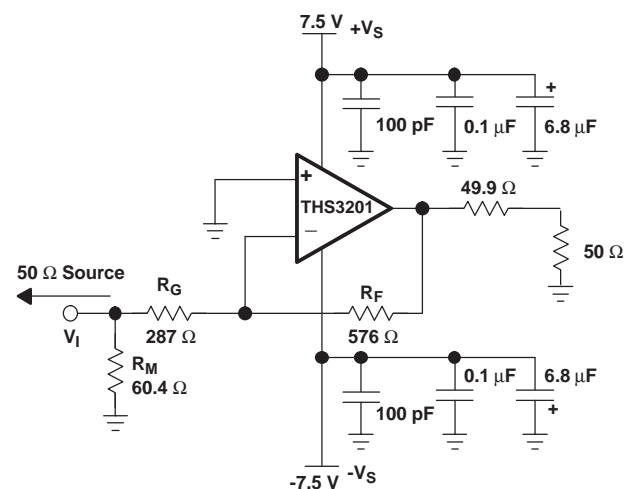 7.5 V
+VS
+
100 pF
0.1 µF
6.8 µF
+
THS3201
−
49.9 Ω
50 Ω
50 Ω Source
RG
RF
VI
287 Ω
576 Ω
RM
60.4 Ω
0.1 µF
6.8 µF
100 pF
+
-7.5 V
-VS